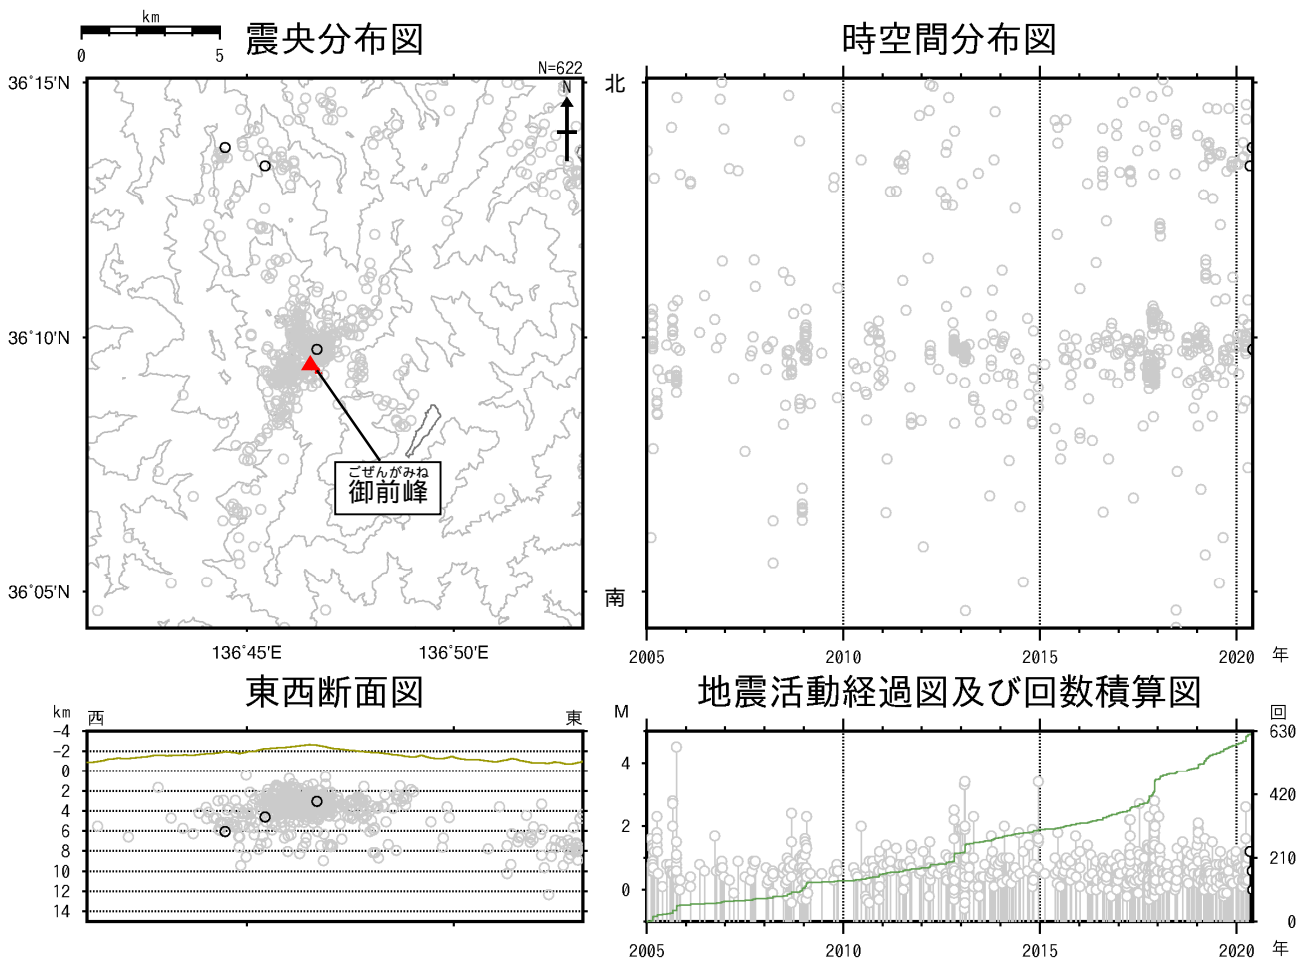 km
0 5
震央分布図
N=622
36°15'N
36°10'N
36°05'N
N
ごぜんがみね
御前峰
136°45'E 136°50'E
時空間分布図
北
南
2005 2010 2015 2020 年
東西断面図
km 西 東
-4
-2
0
2
4
6
8
10
12
14
地震活動経過図及び回数積算図
M 回
4
2
0
630
420
210
0
2005 2010 2015 2020 年